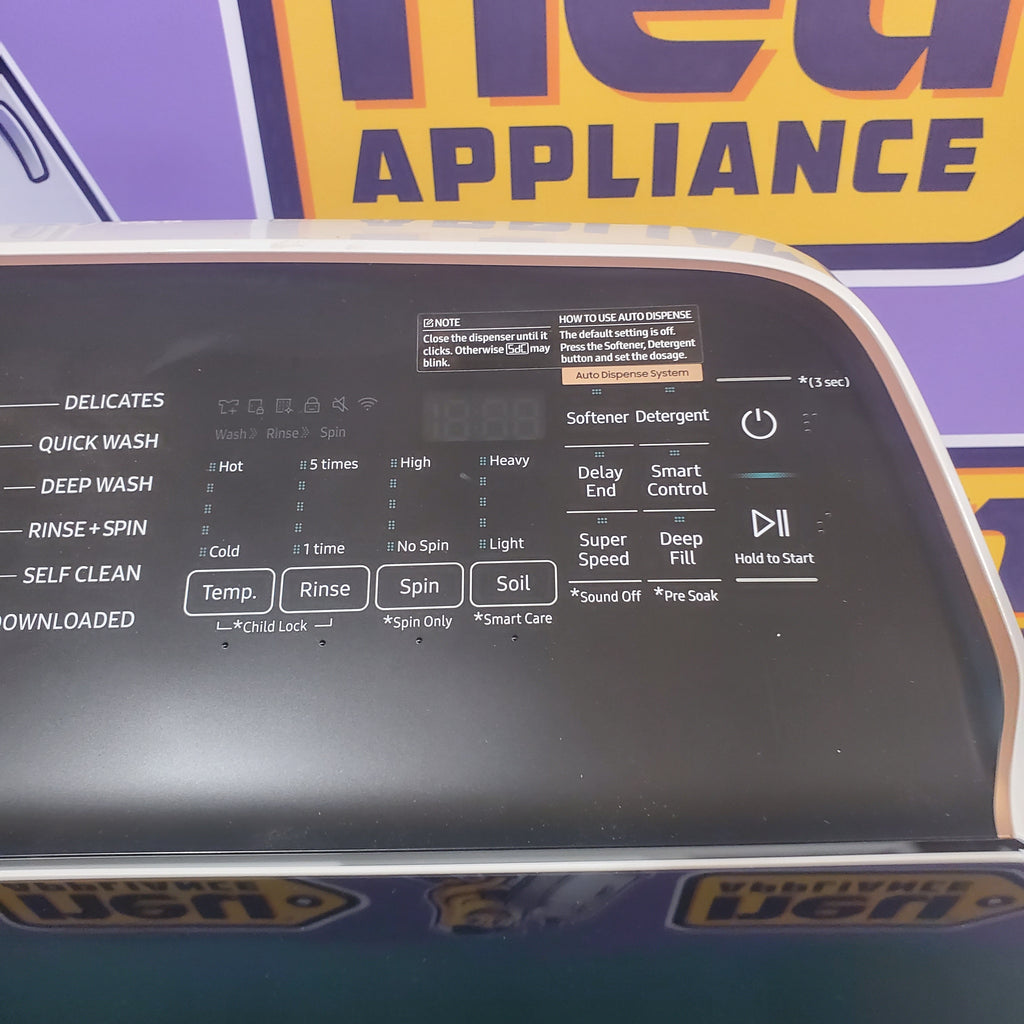 APPLIANCE
NOTE
Close the dispenser until it
clicks. Otherwise 5dC may
blink.
HOW TO USE AUTO DISPENSE
The default setting is off.
Press the Softener, Detergent
button and set the dosage.
Auto Dispense System
*(3 sec)
DELICATES
QUICK WASH
DEEP WASH
RINSE+SPIN
SELF CLEAN
Wash Rinse Spin
18:88
Hot
5 times
High
Heavy
Cold
1 time
No Spin
Light
Temp.
Rinse
Spin
Soil
*Child Lock
*Spin Only
*Smart Care
Softener
Detergent
Delay
End
Smart
Control
Super
Speed
Deep
Fill
*Sound Off
*Pre Soak
Hold to Start